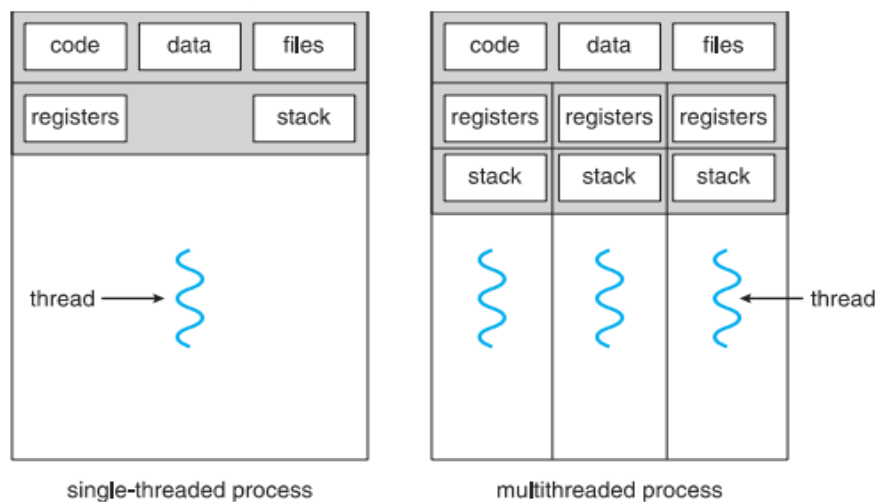 code data files
registers stack
thread
single-threaded process
code data files
registers registers registers
stack stack stack
thread
multithreaded process